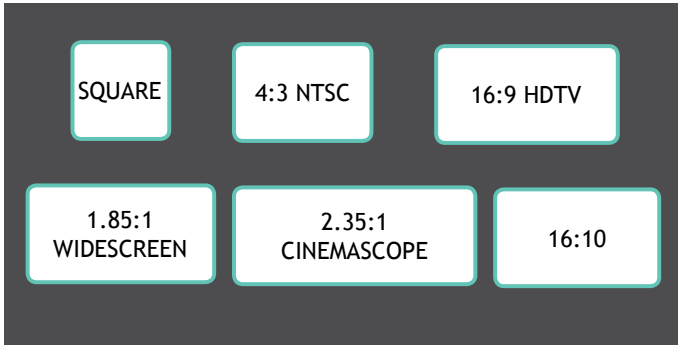 SQUARE
4:3 NTSC
16:9 HDTV
1.85:1
WIDESCREEN
2.35:1
CINEMASCOPE
16:10